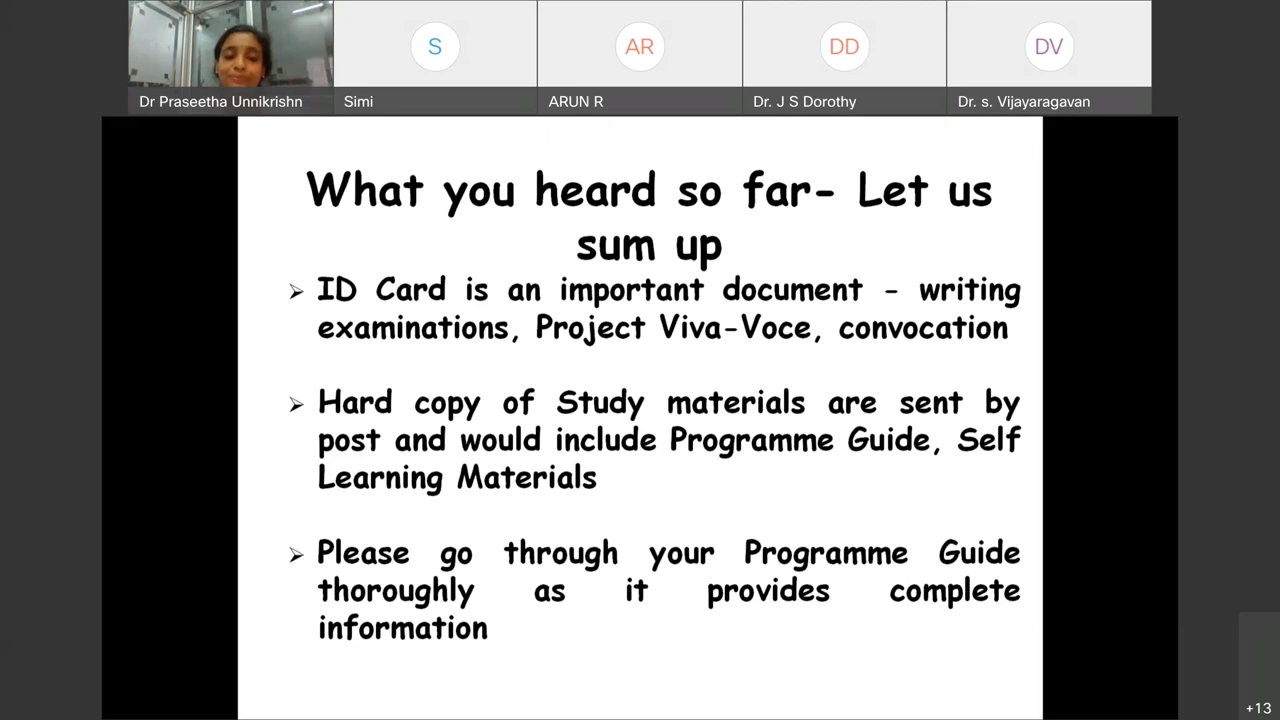 S
AR
DD
DV
Dr Praseetha Unnikrishn
Simi
ARUN R
Dr. J S Dorothy
Dr. s. Vijayaragavan
What you heard so far- Let us
sum up
➢ ID Card is an important document - writing
examinations, Project Viva-Voce, convocation
➢ Hard copy of Study materials are sent by
post and would include Programme Guide, Self
Learning Materials
➢ Please go through your Programme Guide
thoroughly as it provides complete
information
+13